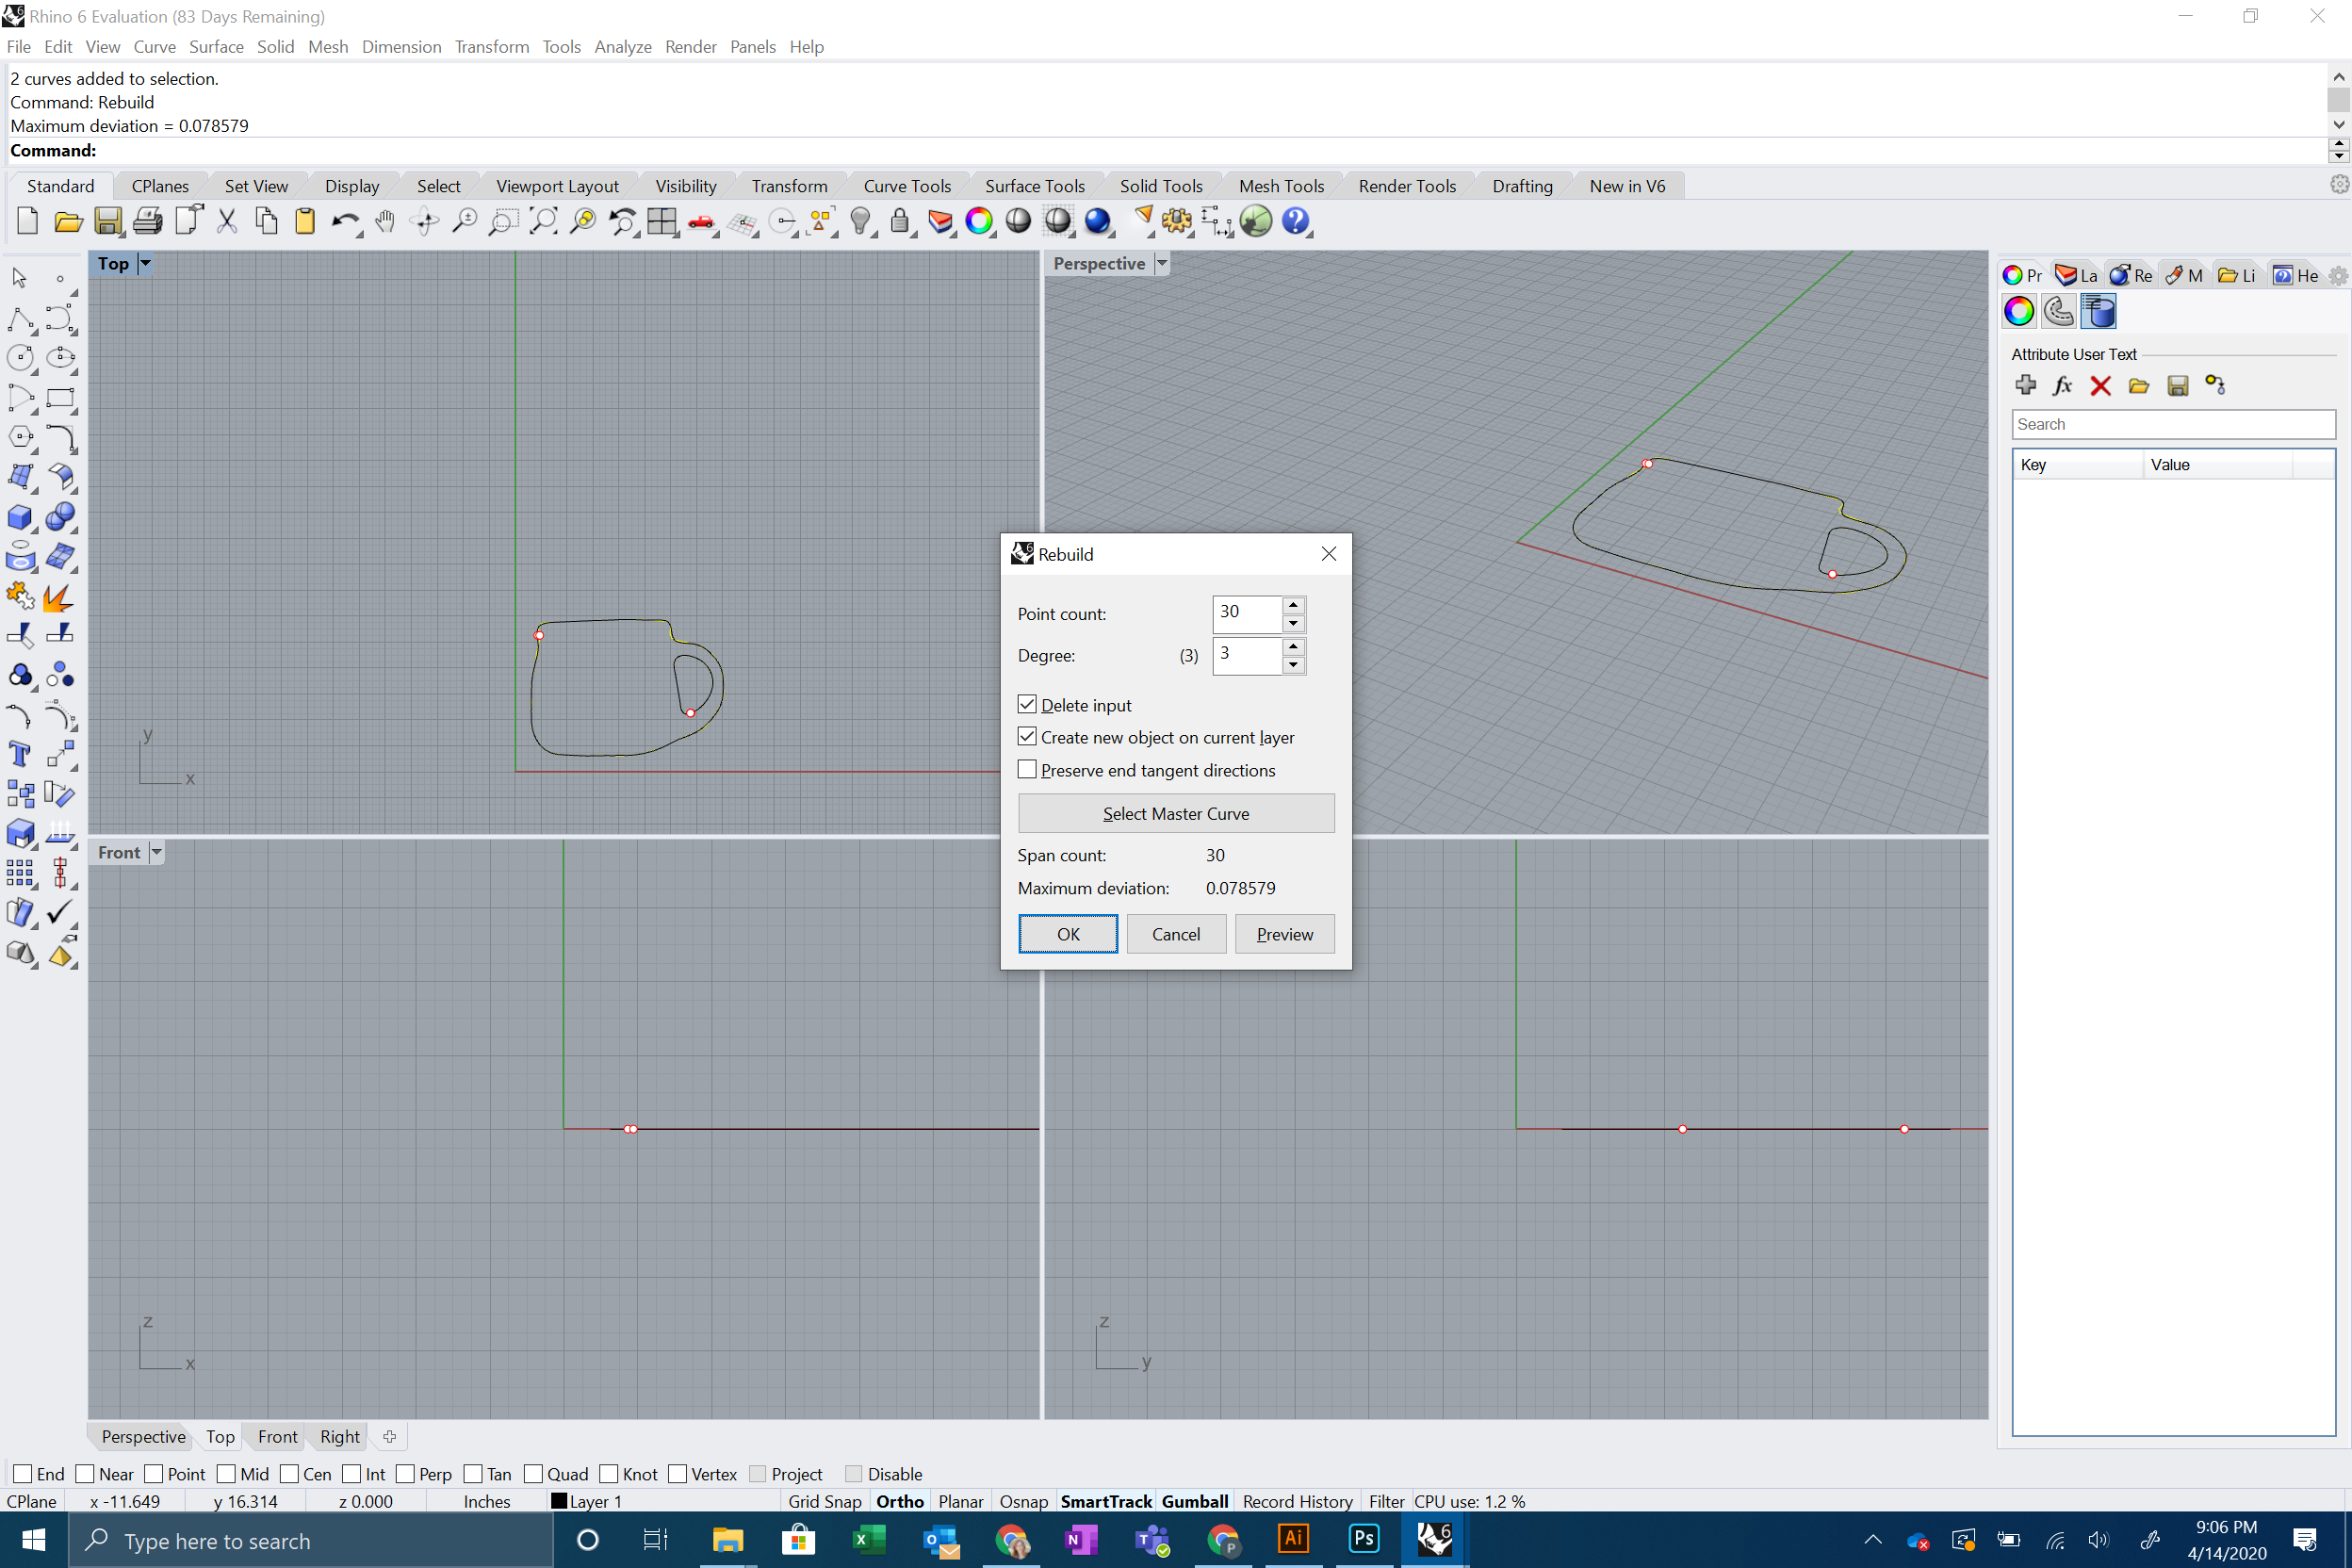 Rhino 6 Evaluation (83 Days Remaining)
File Edit View Curve Surface Solid Mesh Dimension Transform Tools Analyze Render Panels Help
2 curves added to selection.
Command: Rebuild
Maximum deviation = 0.078579
Command:
Standard CPlanes Set View Display Select Viewport Layout Visibility Transform Curve Tools Surface Tools Solid Tools Mesh Tools Render Tools Drafting New in V6
Top
Perspective
Pr La Re M Li He
Attribute User Text
Search
Key Value
Rebuild
Point count: 30
Degree: (3) 3
Delete input
Create new object on current layer
Preserve end tangent directions
Select Master Curve
Span count: 30
Maximum deviation: 0.078579
OK Cancel Preview
y
x
Front
z
x
z
y
Perspective Top Front Right
End Near Point Mid Cen Int Perp Tan Quad Knot Vertex Project Disable
CPlane x -11.649 y 16.314 z 0.000 Inches Layer 1 Grid Snap Ortho Planar Osnap SmartTrack Gumball Record History Filter CPU use: 1.2 %
Type here to search
9:06 PM
4/14/2020